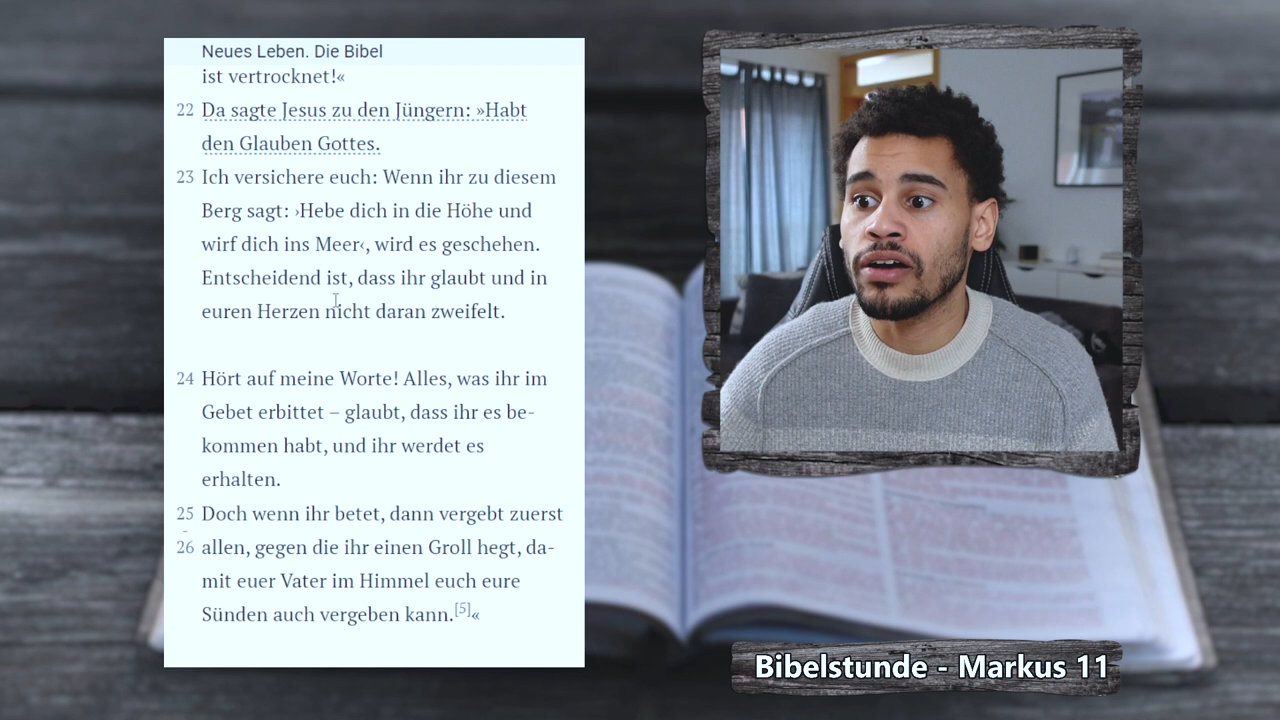 Neues Leben. Die Bibel
ist vertrocknet!«
22 Da sagte Jesus zu den Jüngern: »Habt
den Glauben Gottes.
23 Ich versichere euch: Wenn ihr zu diesem
Berg sagt: ›Hebe dich in die Höhe und
wirf dich ins Meer‹, wird es geschehen.
Entscheidend ist, dass ihr glaubt und in
euren Herzen nicht daran zweifelt.
24 Hört auf meine Worte! Alles, was ihr im
Gebet erbittet – glaubt, dass ihr es be-
kommen habt, und ihr werdet es
erhalten.
25 Doch wenn ihr betet, dann vergebt zuerst
-
26 allen, gegen die ihr einen Groll hegt, da-
mit euer Vater im Himmel euch eure
Sünden auch vergeben kann.[5]«
Bibelstunde - Markus 11